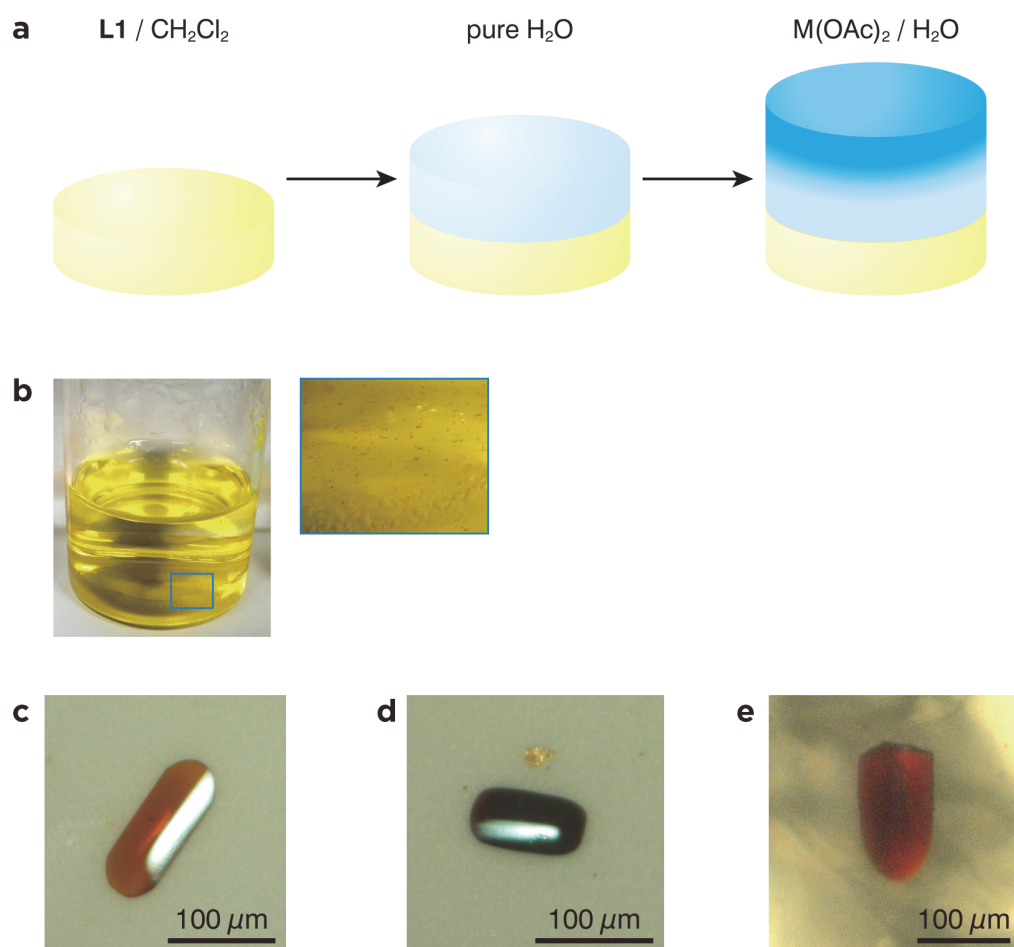 a
L1 / CH₂Cl₂
pure H₂O
M(OAc)₂ / H₂O
b
c
d
e
100 μm
100 μm
100 μm